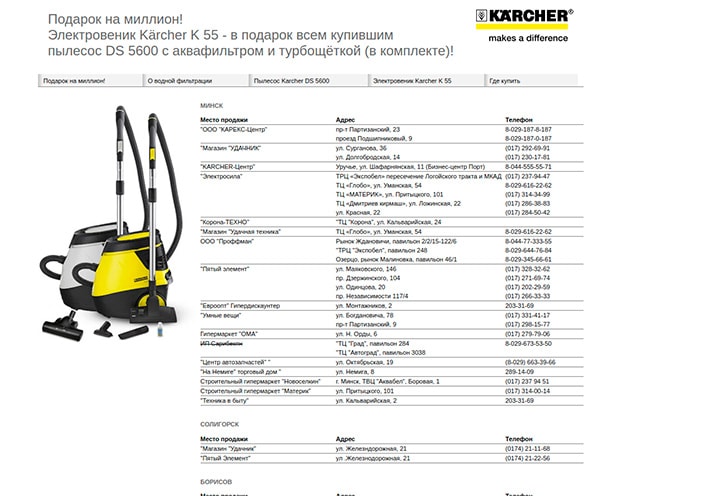 Подарок на миллион!
Электровеник Kärcher K 55 - в подарок всем купившим
пылесос DS 5600 с аквафильтром и турбощёткой (в комплекте)!
KÄRCHER®
makes a difference
Подарок на миллион! О водной фильтрации Пылесос Karcher DS 5600 Электровеник Karcher K 55 Где купить
МИНСК
Место продажи Адрес Телефон
"ООО "КАРЕКС-Центр" пр-т Партизанский, 23 8-029-187-8-187
проезд Подшипниковый, 9 8-029-187-0-187
"Магазин "УДАЧНИК" ул. Сурганова, 36 (017) 292-69-91
ул. Долгобродская, 14 (017) 230-17-81
"KARCHER-Центр" Уручье, ул. Шафарнянская, 11 (Бизнес-центр Порт) 8-044-555-55-71
"Электросила" ТРЦ «Экспобел» пересечение Логойского тракта и МКАД (017) 237-94-47
ТЦ «Глобо», ул. Уманская, 54 8-029-616-22-62
ТЦ «МАТЕРИК», ул. Притыцкого, 101 (017) 314-34-99
ТЦ «Дмитриев кирмаш», ул. Ложинская, 22 (017) 286-38-83
ул. Красная, 22 (017) 284-50-42
"Корона-ТЕХНО" "ТЦ "Корона", ул. Кальварийская, 24
"Магазин "Удачная техника" ТЦ «Глобо», ул. Уманская, 54 8-029-616-22-62
ООО "Проффман" Рынок Ждановичи, павильон 2/2/15-122/6 8-044-77-333-55
"ТРЦ "Экспобел", павильон 248 8-029-644-76-84
Озерцо, рынок Малиновка, павильон 46/1 8-029-345-66-61
"Пятый элемент" ул. Маяковского, 146 (017) 328-32-62
пр. Дзержинского, 104 (017) 271-69-74
ул. Одинцова, 20 (017) 202-29-59
пр. Независимости 117/4 (017) 266-33-33
"Евроопт" Гипердискаунтер ул. Монтажников, 2 203-31-69
"Умные вещи" ул. Богдановича, 78 (017) 331-41-17
пр-т Партизанский, 9 (017) 298-15-77
Гипермаркет "ОМА" ул. Н. Орды, 6 (017) 279-79-06
ИП Сарибекян "ТЦ "Град", павильон 284 8-029-673-53-50
"ТЦ "Автоград", павильон 3038
"Центр автозапчастей" " ул. Октябрьская, 19 (8-029) 663-39-66
"На Немиге" торговый дом " ул. Немига, 8 289-14-09
Строительный гипермаркет "Новоселкин" г. Минск, ТВЦ "Аквабел", Боровая, 1 (017) 237 94 51
Строительный гипермаркет "Материк" ул. Притыцкого, 101 (017) 314-00-14
"Техника в быту" ул. Кальварийская, 2 203-31-69
СОЛИГОРСК
Место продажи Адрес Телефон
"Магазин "Удачник" ул. Железнодорожная, 21 (0174) 21-11-68
"Пятый Элемент" ул. Железнодорожная, 21 (0174) 21-22-56
БОРИСОВ
Место продажи Адрес Телефон